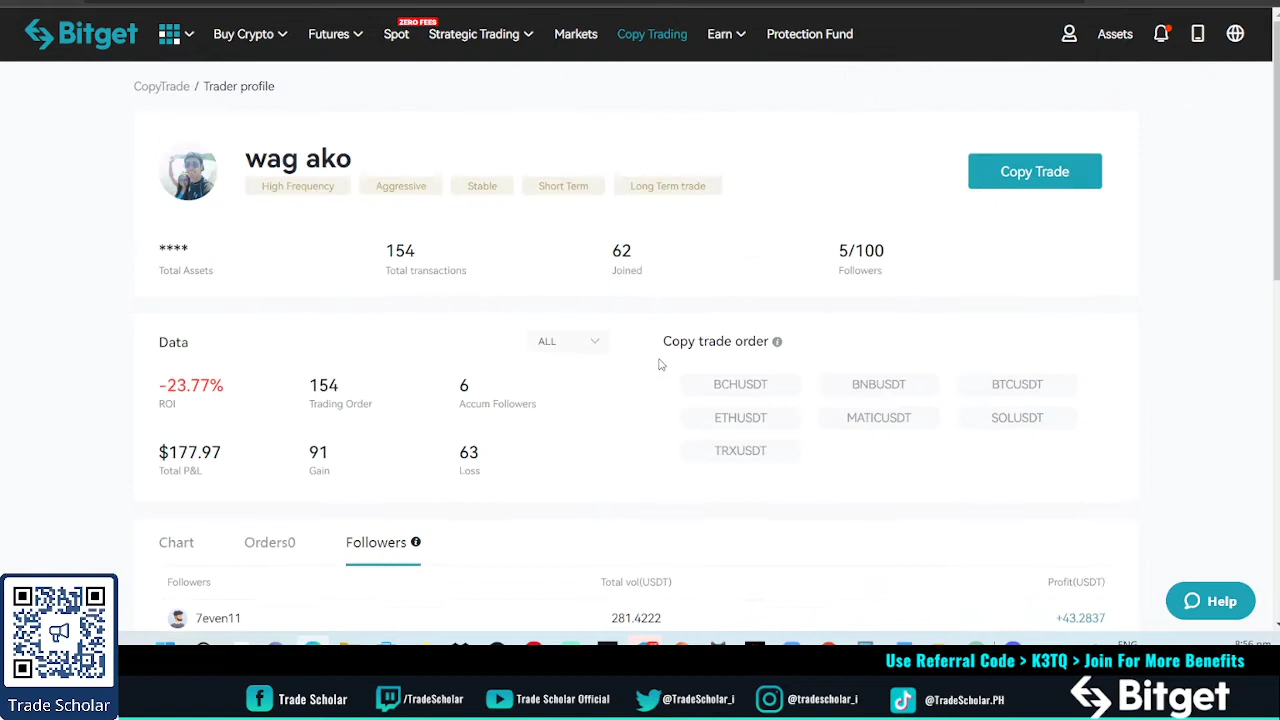 Bitget
Buy Crypto
Futures
ZERO FEES
Spot
Strategic Trading
Markets
Copy Trading
Earn
Protection Fund
Assets
CopyTrade / Trader profile
wag ako
High Frequency
Aggressive
Stable
Short Term
Long Term trade
Copy Trade
****
Total Assets
154
Total transactions
62
Joined
5/100
Followers
Data
ALL
-23.77%
ROI
154
Trading Order
6
Accum Followers
$177.97
Total P&L
91
Gain
63
Loss
Copy trade order
BCHUSDT
BNBUSDT
BTCUSDT
ETHUSDT
MATICUSDT
SOLUSDT
TRXUSDT
Chart
Orders0
Followers
Followers
Total vol(USDT)
Profit(USDT)
7even11
281.4222
+43.2837
Help
Use Referral Code > K3TQ > Join For More Benefits
Trade Scholar
Trade Scholar
/TradeScholar
Trade Scholar Official
@TradeScholar_i
@tradescholar_i
@TradeScholar.PH
Bitget